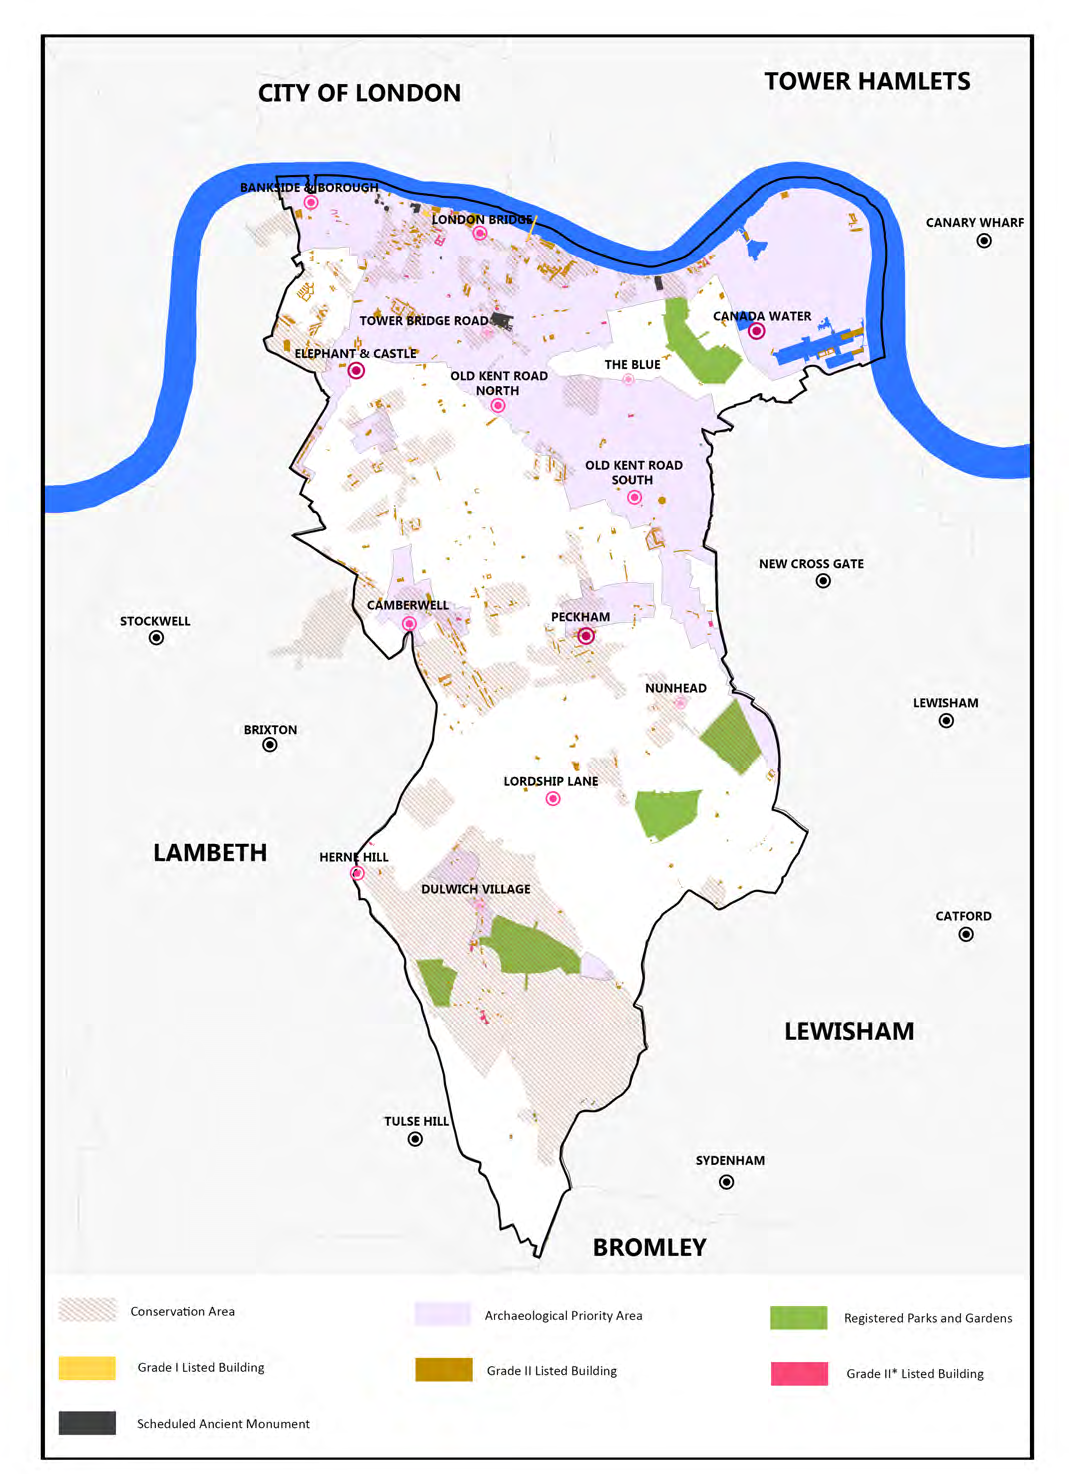 CITY OF LONDON
TOWER HAMLETS
BANKSIDE & BOROUGH
LONDON BRIDGE
CANARY WHARF
TOWER BRIDGE ROAD
CANADA WATER
ELEPHANT & CASTLE
THE BLUE
OLD KENT ROAD
NORTH
OLD KENT ROAD
SOUTH
NEW CROSS GATE
CAMBERWELL
PECKHAM
STOCKWELL
NUNHEAD
LEWISHAM
BRIXTON
LORDSHIP LANE
LAMBETH
HERNE HILL
DULWICH VILLAGE
CATFORD
LEWISHAM
TULSE HILL
SYDENHAM
BROMLEY
Conservation Area
Archaeological Priority Area
Registered Parks and Gardens
Grade I Listed Building
Grade II Listed Building
Grade II* Listed Building
Scheduled Ancient Monument